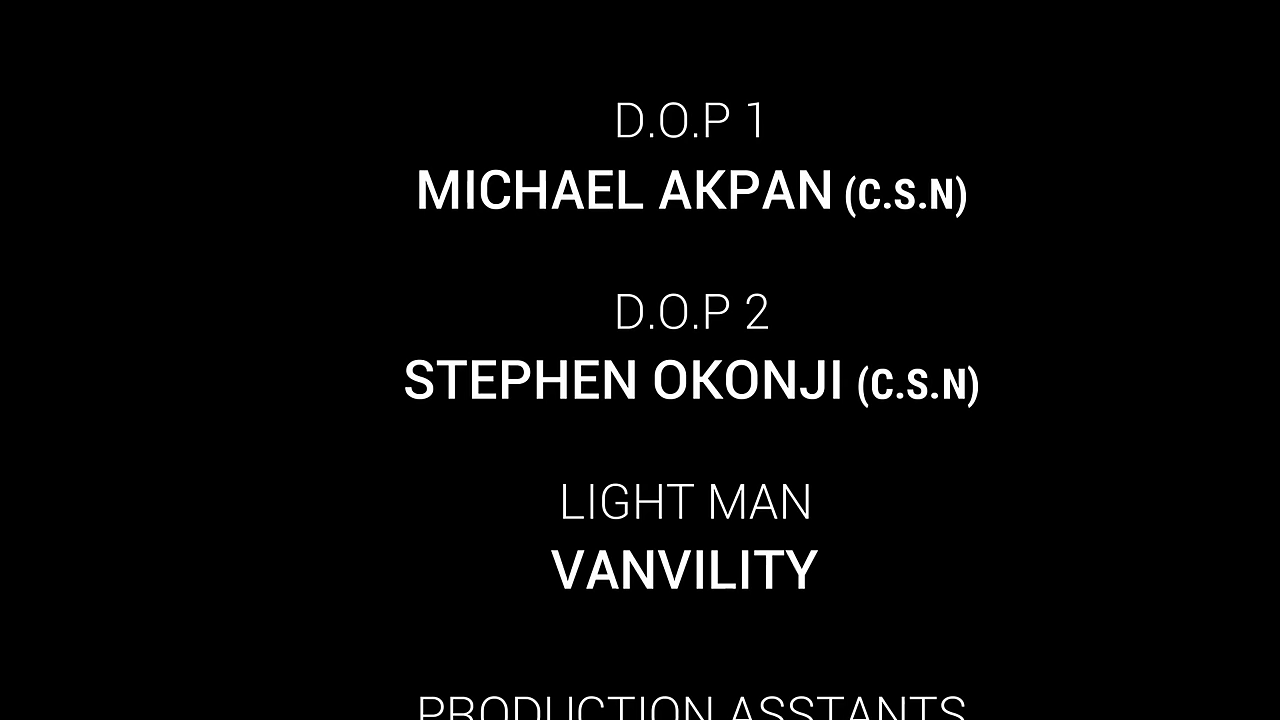 D.O.P 1
MICHAEL AKPAN (C.S.N)
D.O.P 2
STEPHEN OKONJI (C.S.N)
LIGHT MAN
VANVILITY
PRODUCTION ASSTANTS